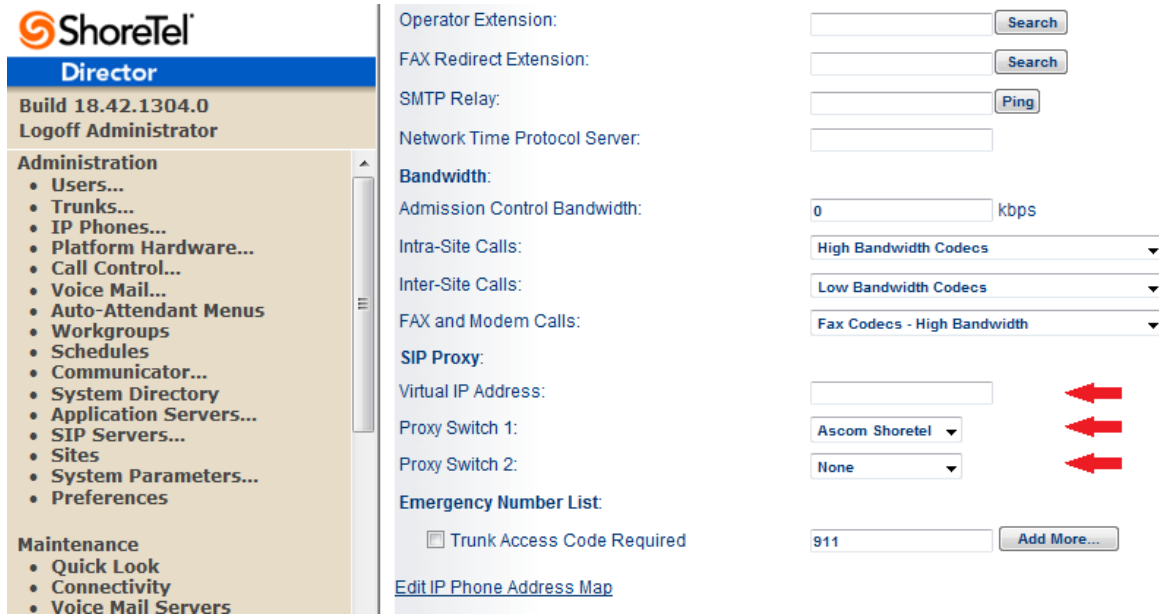 ShoreTel
Director
Build 18.42.1304.0
Logoff Administrator
Administration
• Users...
• Trunks...
• IP Phones...
• Platform Hardware...
• Call Control...
• Voice Mail...
• Auto-Attendant Menus
• Workgroups
• Schedules
• Communicator...
• System Directory
• Application Servers...
• SIP Servers...
• Sites
• System Parameters...
• Preferences
Maintenance
• Quick Look
• Connectivity
• Voice Mail Servers
Operator Extension: Search
FAX Redirect Extension: Search
SMTP Relay: Ping
Network Time Protocol Server:
Bandwidth:
Admission Control Bandwidth: 0 kbps
Intra-Site Calls: High Bandwidth Codecs
Inter-Site Calls: Low Bandwidth Codecs
FAX and Modem Calls: Fax Codecs - High Bandwidth
SIP Proxy:
Virtual IP Address:
Proxy Switch 1: Ascom Shoretel
Proxy Switch 2: None
Emergency Number List:
Trunk Access Code Required 911 Add More...
Edit IP Phone Address Map